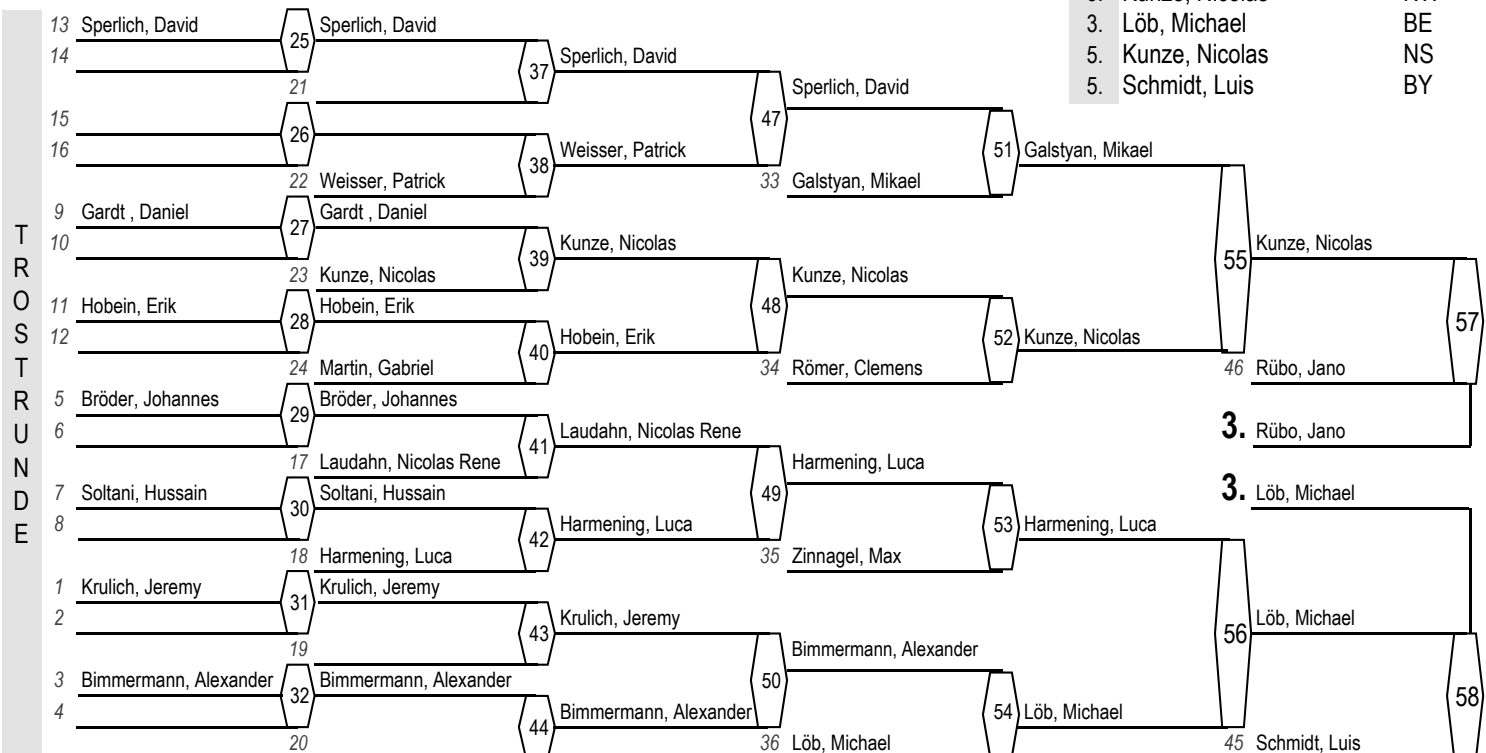 3. Löb, Michael BE
5. Kunze, Nicolas NS
5. Schmidt, Luis BY
TROSTRUNDE
13 Sperlich, David 25 Sperlich, David
14
37 Sperlich, David
21
47 Sperlich, David
15
26
16
38 Weisser, Patrick
51 Galstyan, Mikael
22 Weisser, Patrick
33 Galstyan, Mikael
9 Gardt , Daniel 27 Gardt , Daniel
10
39 Kunze, Nicolas
55 Kunze, Nicolas
23 Kunze, Nicolas
48 Kunze, Nicolas
11 Hobein, Erik 28 Hobein, Erik
12
40 Hobein, Erik
52 Kunze, Nicolas
57
24 Martin, Gabriel
34 Römer, Clemens
46 Rübo, Jano
5 Bröder, Johannes 29 Bröder, Johannes
6
41 Laudahn, Nicolas Rene
3. Rübo, Jano
17 Laudahn, Nicolas Rene
49 Harmening, Luca
7 Soltani, Hussain 30 Soltani, Hussain
3. Löb, Michael
8
42 Harmening, Luca
53 Harmening, Luca
18 Harmening, Luca
35 Zinnagel, Max
1 Krulich, Jeremy 31 Krulich, Jeremy
2
43 Krulich, Jeremy
56 Löb, Michael
19
50 Bimmermann, Alexander
3 Bimmermann, Alexander 32 Bimmermann, Alexander
4
44 Bimmermann, Alexander
54 Löb, Michael
58
20
36 Löb, Michael
45 Schmidt, Luis